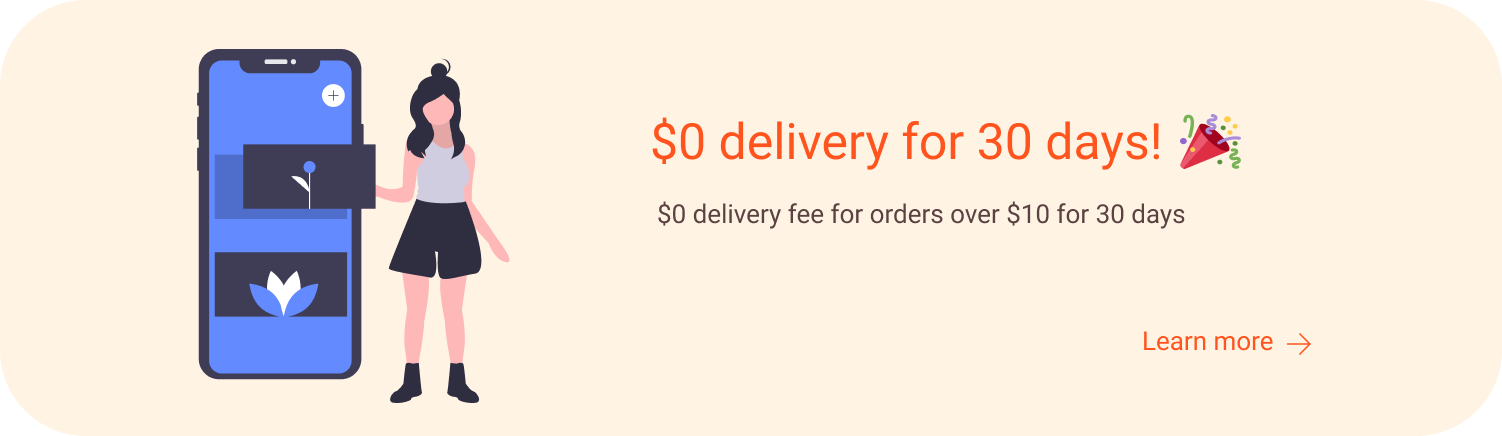 $0 delivery for 30 days! 🎉
$0 delivery fee for orders over $10 for 30 days
Learn more →